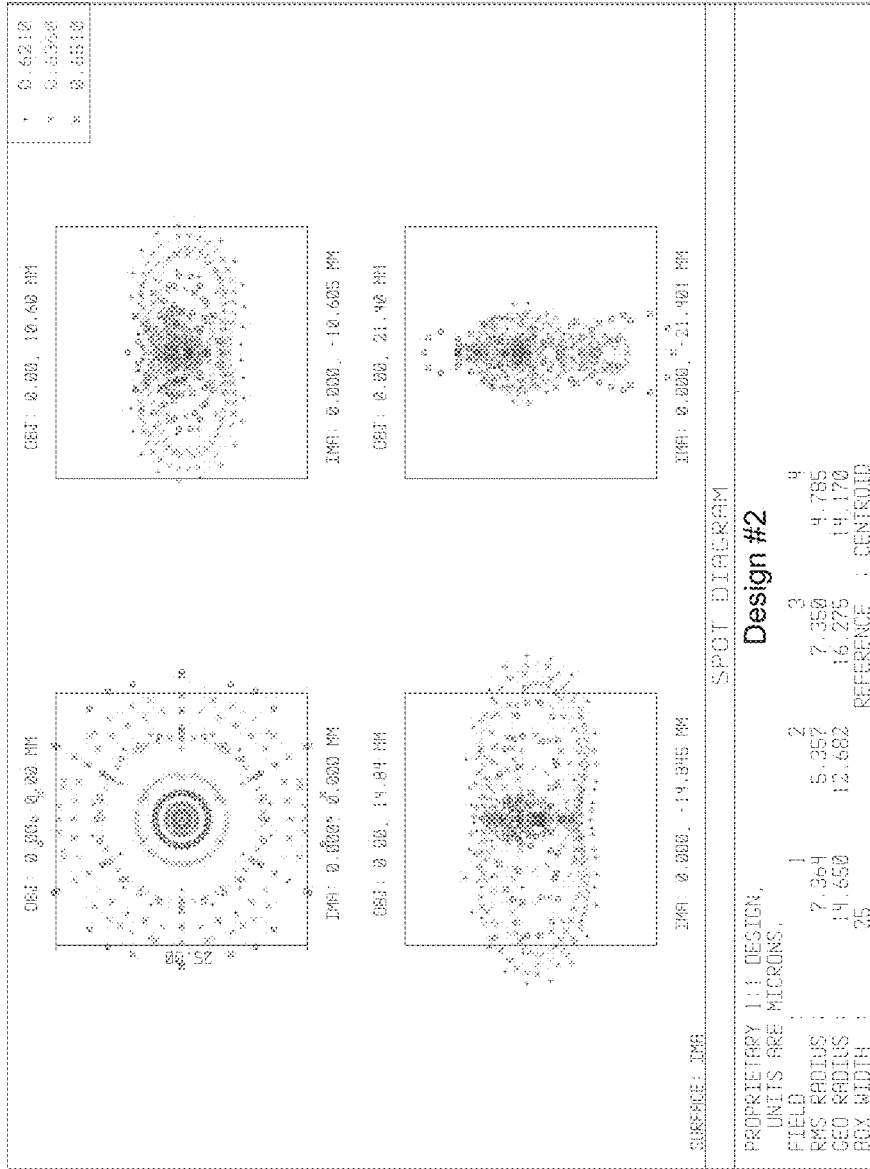 + 0.6210
× 0.6360
¤ 0.6510
OBJ: 0.00, 0.00 MM
OBJ: 0.00, 10.60 MM
25.00
IMA: 0.000, 0.000 MM
IMA: 0.000, -10.605 MM
OBJ: 0.00, 14.84 MM
OBJ: 0.00, 21.40 MM
IMA: 0.000, -14.845 MM
IMA: 0.000, -21.401 MM
SURFACE: IMA
SPOT DIAGRAM
PROPRIETARY 1:1 DESIGN,
Design #2
UNITS ARE MICRONS.
FIELD : 1 2 3 4
RMS RADIUS : 7.364 5.357 7.350 4.785
GEO RADIUS : 14.650 12.682 16.275 14.170
BOX WIDTH : 25 REFERENCE : CENTROID